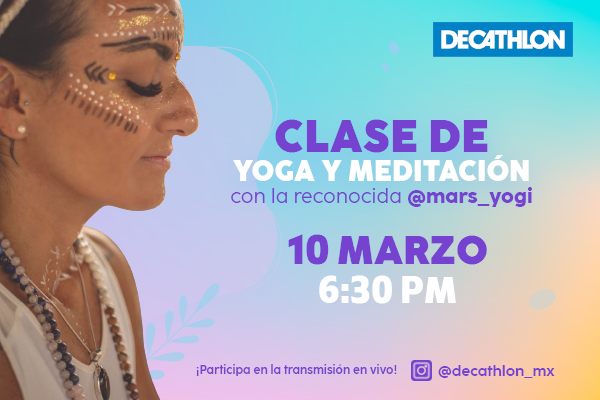 DECATHLON
CLASE DE
YOGA Y MEDITACIÓN
con la reconocida @mars_yogi
10 MARZO
6:30 PM
¡Participa en la transmisión en vivo! @decathlon_mx